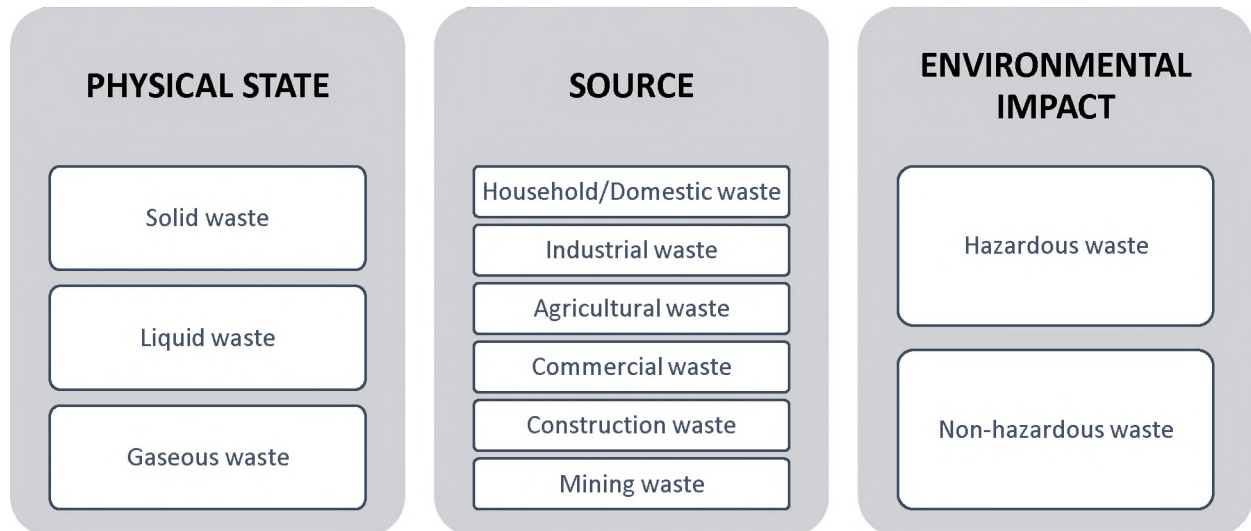 PHYSICAL STATE
Solid waste
Liquid waste
Gaseous waste
SOURCE
Household/Domestic waste
Industrial waste
Agricultural waste
Commercial waste
Construction waste
Mining waste
ENVIRONMENTAL
IMPACT
Hazardous waste
Non-hazardous waste